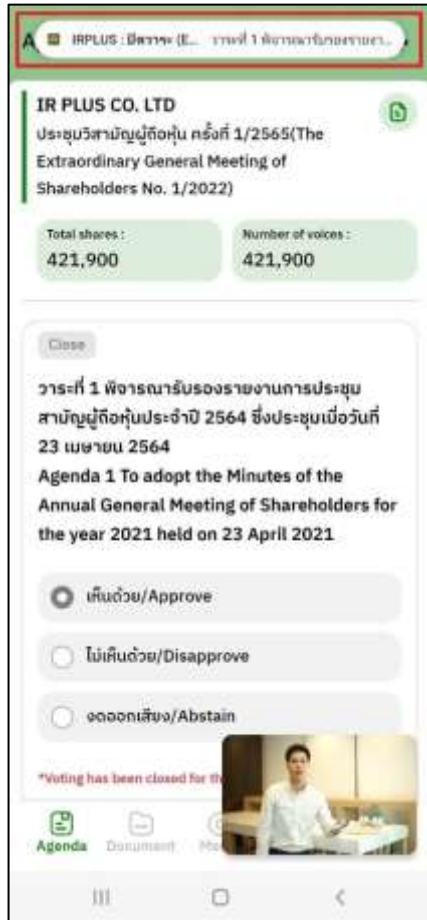 A IRPLUS : ปิดวาระ (E... วาระที่ 1 พิจารณารับรองรายงา...
IR PLUS CO. LTD
ประชุมวิสามัญผู้ถือหุ้น ครั้งที่ 1/2565(The
Extraordinary General Meeting of
Shareholders No. 1/2022)
Total shares :
421,900
Number of voices :
421,900
Close
วาระที่ 1 พิจารณารับรองรายงานการประชุม
สามัญผู้ถือหุ้นประจำปี 2564 ซึ่งประชุมเมื่อวันที่
23 เมษายน 2564
Agenda 1 To adopt the Minutes of the
Annual General Meeting of Shareholders for
the year 2021 held on 23 April 2021
เห็นด้วย/Approve
ไม่เห็นด้วย/Disapprove
งดออกเสียง/Abstain
*Voting has been closed for th
Agenda
Document